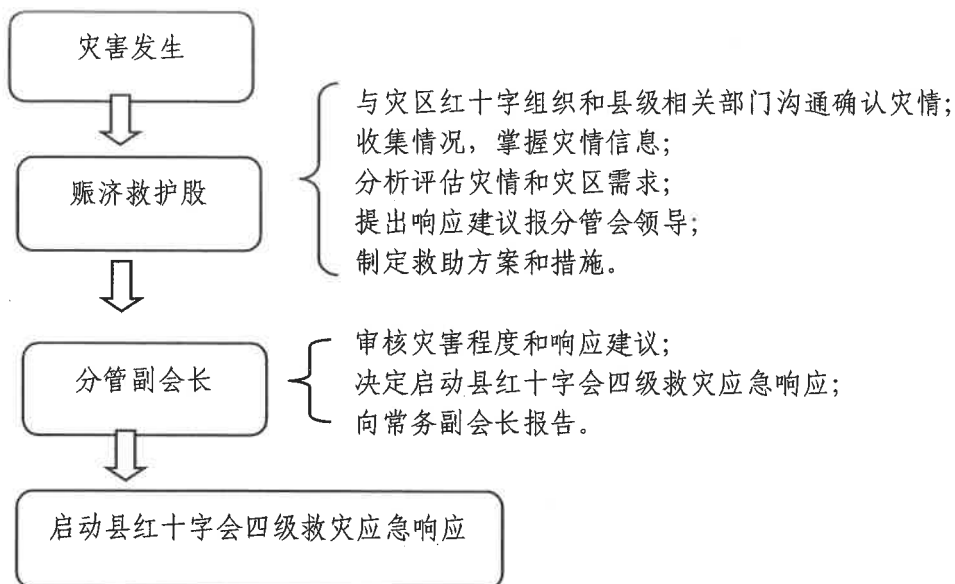 灾害发生
赈济救护股
与灾区红十字组织和县级相关部门沟通确认灾情；
收集情况，掌握灾情信息；
分析评估灾情和灾区需求；
提出响应建议报分管会领导；
制定救助方案和措施。
分管副会长
审核灾害程度和响应建议；
决定启动县红十字会四级救灾应急响应；
向常务副会长报告。
启动县红十字会四级救灾应急响应